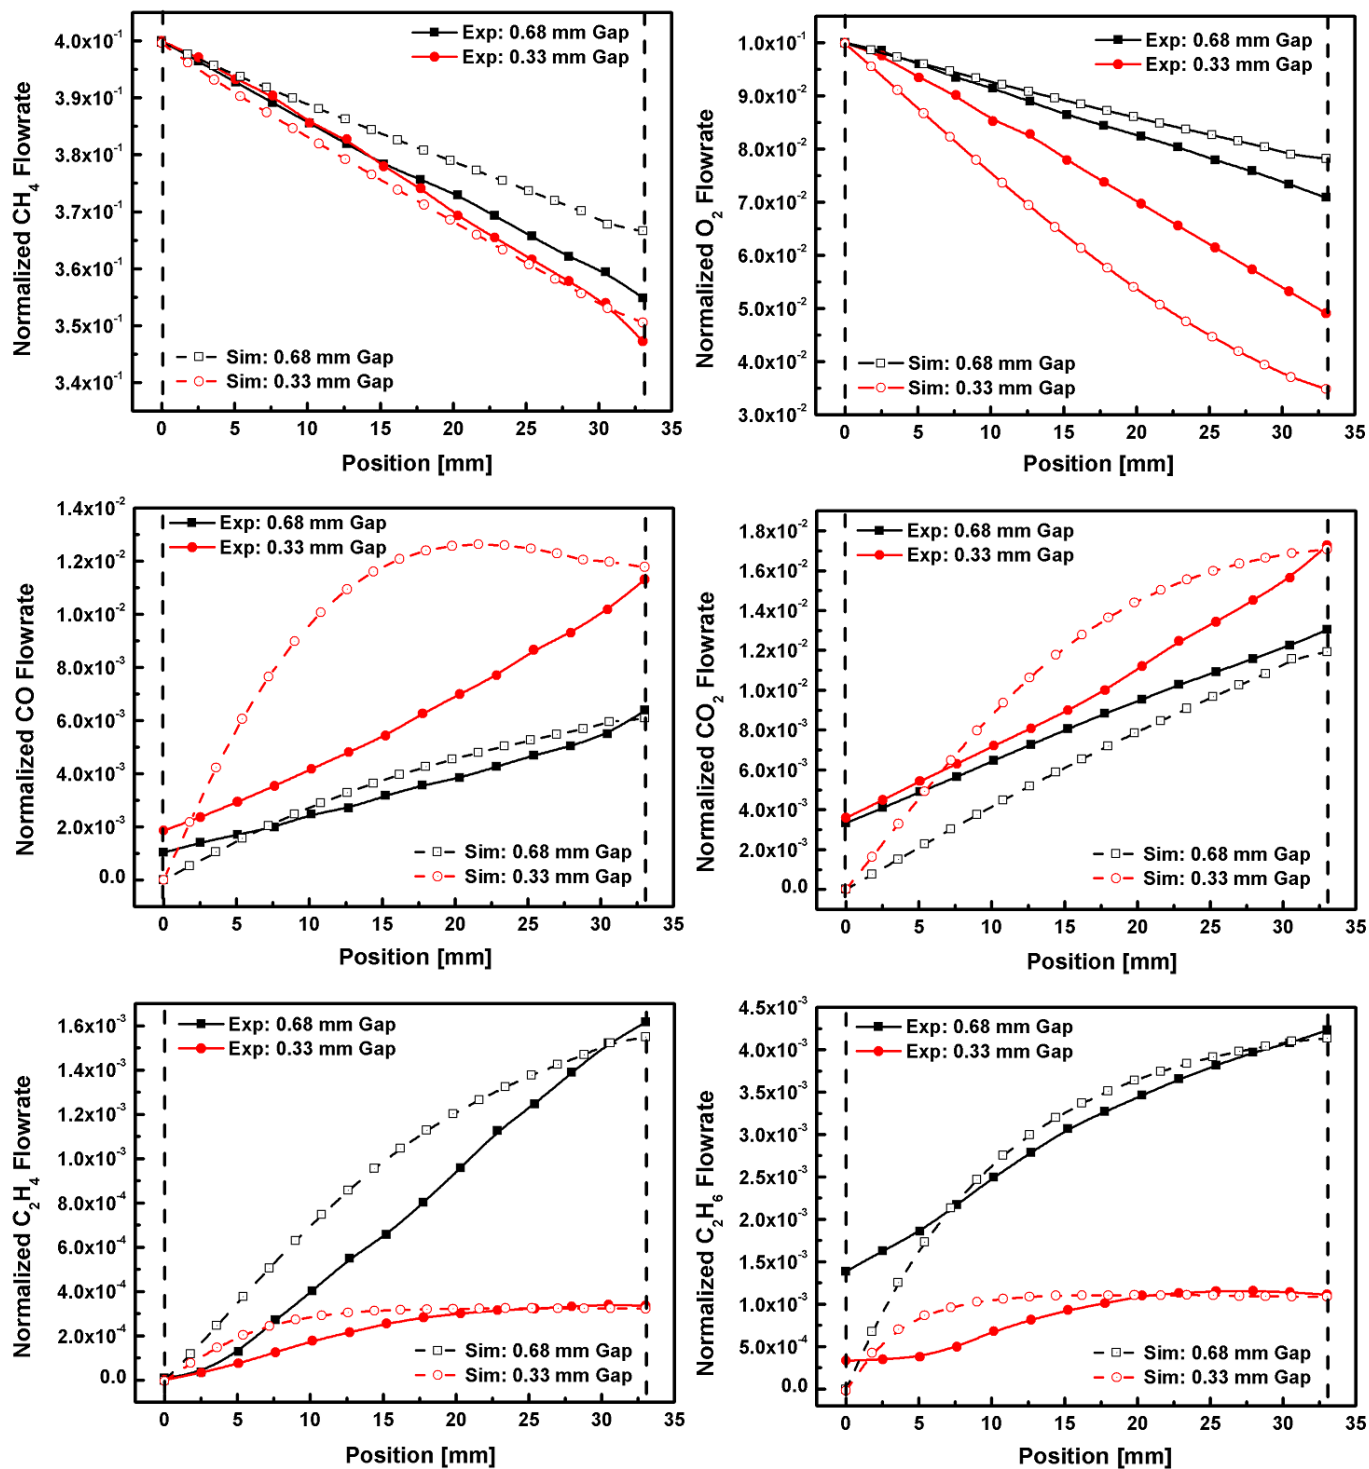 Exp: 0.68 mm Gap
Exp: 0.33 mm Gap
4.0x10⁻¹
3.9x10⁻¹
3.8x10⁻¹
3.7x10⁻¹
3.6x10⁻¹
3.5x10⁻¹
3.4x10⁻¹
Normalized CH₄ Flowrate
Sim: 0.68 mm Gap
Sim: 0.33 mm Gap
0 5 10 15 20 25 30 35
Position [mm]
Exp: 0.68 mm Gap
Exp: 0.33 mm Gap
1.0x10⁻¹
9.0x10⁻²
8.0x10⁻²
7.0x10⁻²
6.0x10⁻²
5.0x10⁻²
4.0x10⁻²
3.0x10⁻²
Normalized O₂ Flowrate
Sim: 0.68 mm Gap
Sim: 0.33 mm Gap
0 5 10 15 20 25 30 35
Position [mm]
Exp: 0.68 mm Gap
Exp: 0.33 mm Gap
1.4x10⁻²
1.2x10⁻²
1.0x10⁻²
8.0x10⁻³
6.0x10⁻³
4.0x10⁻³
2.0x10⁻³
0.0
Normalized CO Flowrate
Sim: 0.68 mm Gap
Sim: 0.33 mm Gap
0 5 10 15 20 25 30 35
Position [mm]
Exp: 0.68 mm Gap
Exp: 0.33 mm Gap
1.8x10⁻²
1.6x10⁻²
1.4x10⁻²
1.2x10⁻²
1.0x10⁻²
8.0x10⁻³
6.0x10⁻³
4.0x10⁻³
2.0x10⁻³
0.0
Normalized CO₂ Flowrate
Sim: 0.68 mm Gap
Sim: 0.33 mm Gap
0 5 10 15 20 25 30 35
Position [mm]
Exp: 0.68 mm Gap
Exp: 0.33 mm Gap
1.6x10⁻³
1.4x10⁻³
1.2x10⁻³
1.0x10⁻³
8.0x10⁻⁴
6.0x10⁻⁴
4.0x10⁻⁴
2.0x10⁻⁴
0.0
Normalized C₂H₄ Flowrate
Sim: 0.68 mm Gap
Sim: 0.33 mm Gap
0 5 10 15 20 25 30 35
Position [mm]
Exp: 0.68 mm Gap
Exp: 0.33 mm Gap
4.5x10⁻³
4.0x10⁻³
3.5x10⁻³
3.0x10⁻³
2.5x10⁻³
2.0x10⁻³
1.5x10⁻³
1.0x10⁻³
5.0x10⁻⁴
0.0
Normalized C₂H₆ Flowrate
Sim: 0.68 mm Gap
Sim: 0.33 mm Gap
0 5 10 15 20 25 30 35
Position [mm]